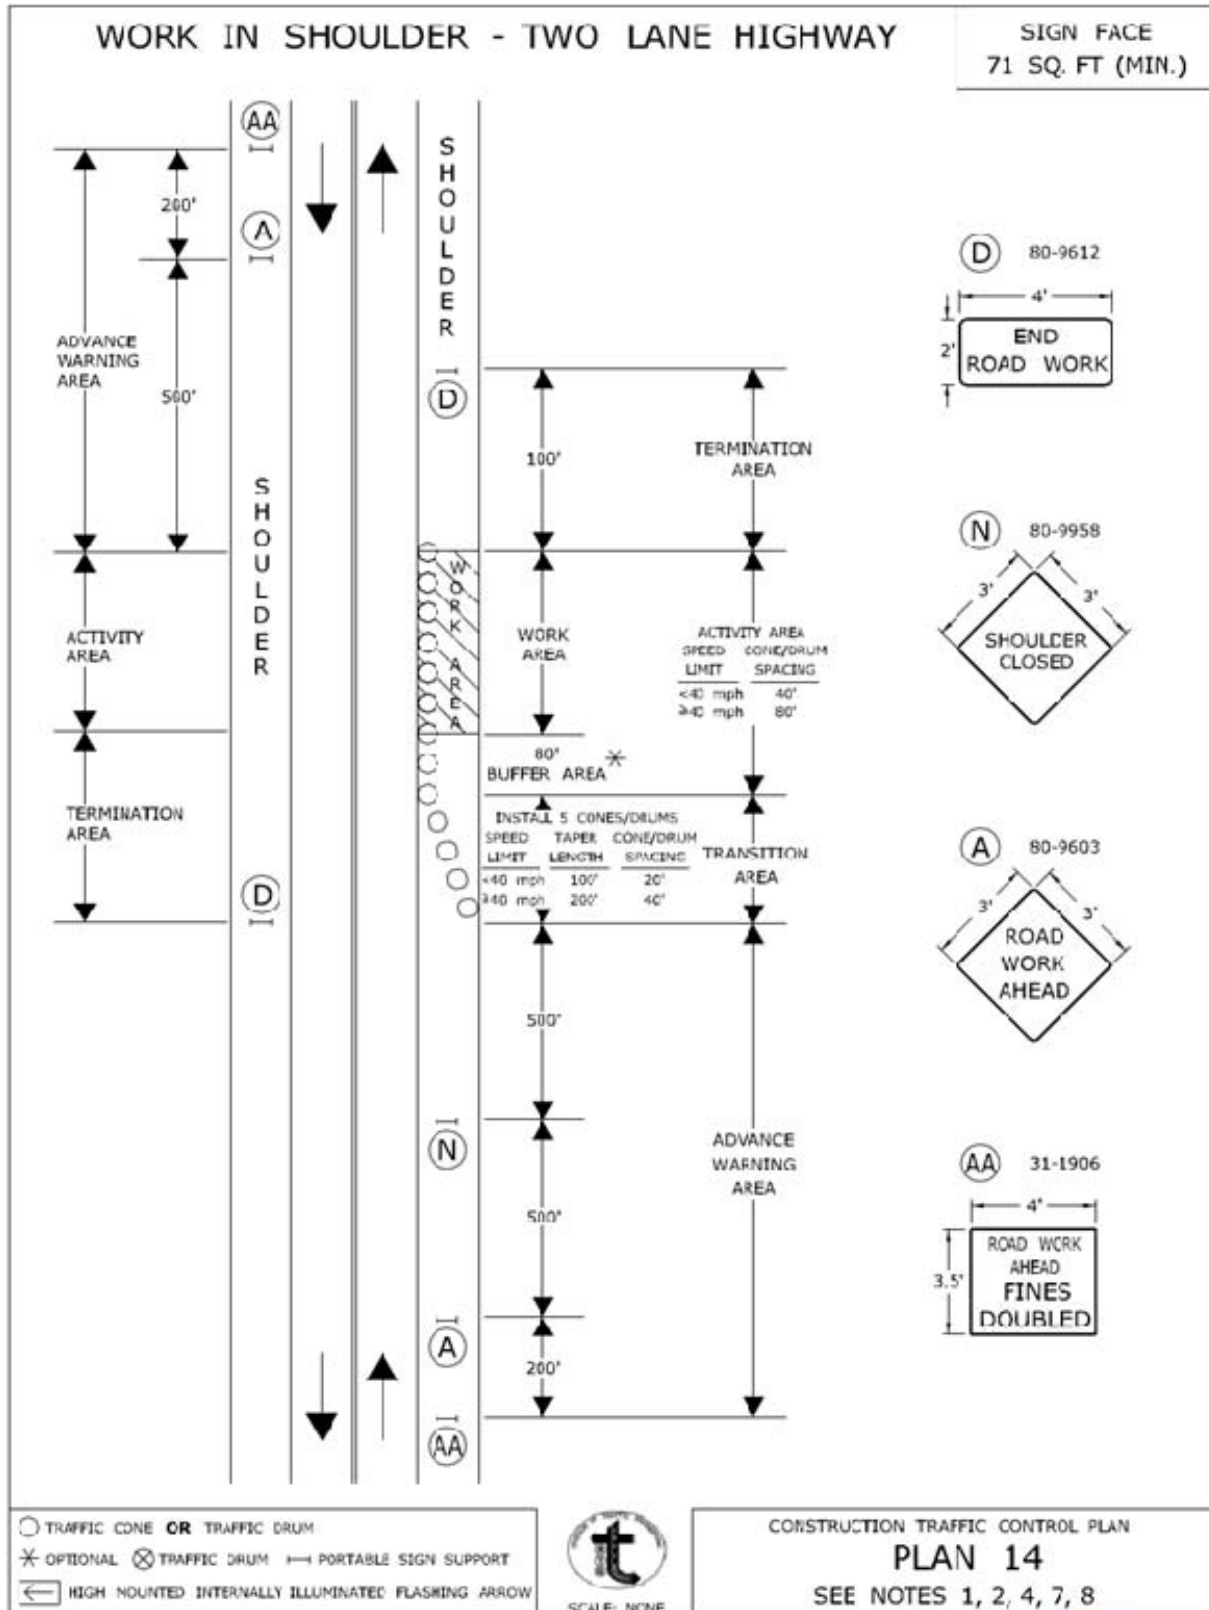 WORK IN SHOULDER - TWO LANE HIGHWAY
SIGN FACE
71 SQ. FT (MIN.)
AA
200'
A
ADVANCE
WARNING
AREA
500'
SHOULDER
SHOULDER
D
100'
TERMINATION
AREA
ACTIVITY
AREA
WORK AREA
WORK
AREA
ACTIVITY AREA
SPEED CONE/DRUM
LIMIT SPACING
<40 mph 40'
≥40 mph 80'
80'
BUFFER AREA *
TERMINATION
AREA
D
INSTALL 5 CONES/DRUMS
SPEED TAPER CONE/DRUM
LIMIT LENGTH SPACING
<40 mph 100' 20'
≥40 mph 200' 40'
TRANSITION
AREA
500'
N
500'
ADVANCE
WARNING
AREA
A
200'
AA
D 80-9612
4'
2'
END
ROAD WORK
N 80-9958
3' 3'
SHOULDER
CLOSED
A 80-9603
3' 3'
ROAD
WORK
AHEAD
AA 31-1906
4'
3.5'
ROAD WORK
AHEAD
FINES
DOUBLED
TRAFFIC CONE OR TRAFFIC DRUM
* OPTIONAL TRAFFIC DRUM PORTABLE SIGN SUPPORT
HIGH MOUNTED INTERNALLY ILLUMINATED FLASHING ARROW
t
SCALE: NONE
CONSTRUCTION TRAFFIC CONTROL PLAN
PLAN 14
SEE NOTES 1, 2, 4, 7, 8